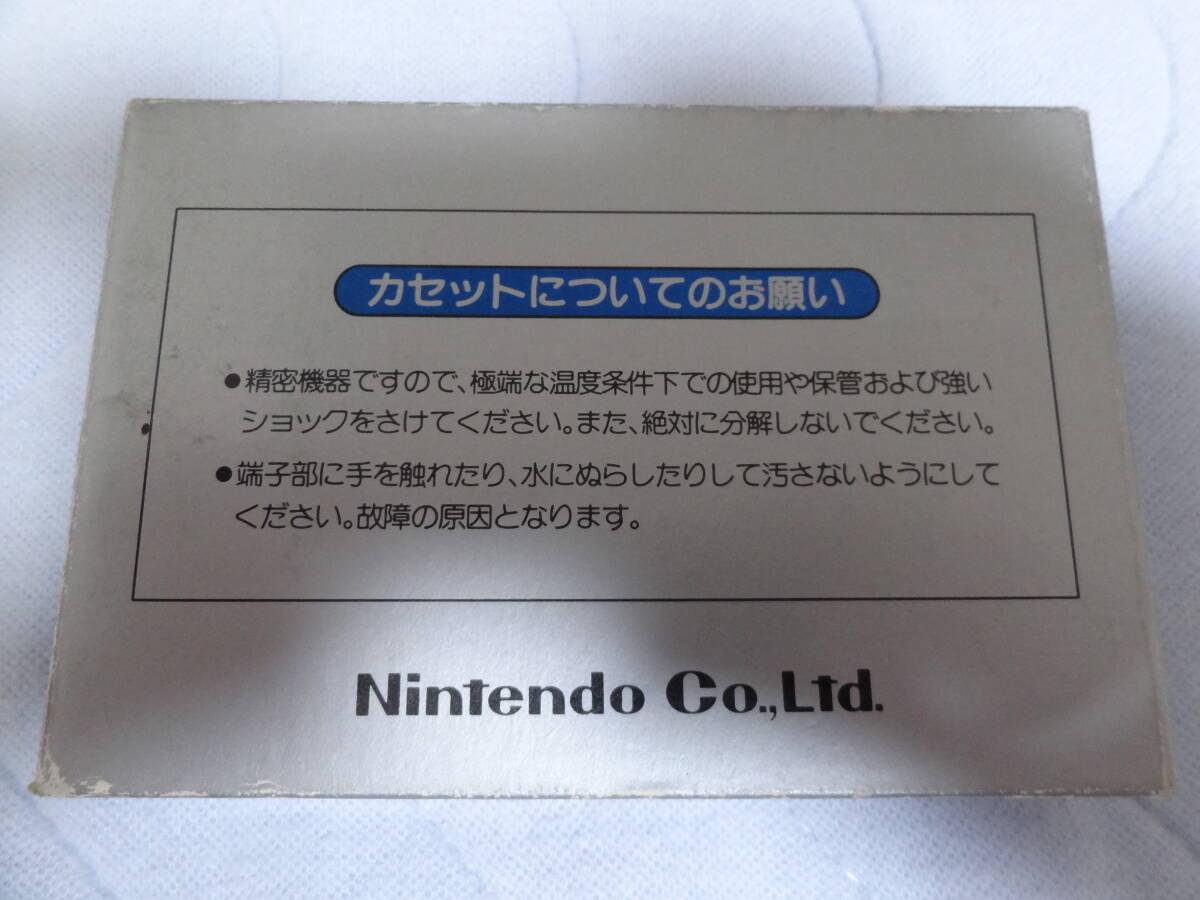 カセットについてのお願い
●精密機器ですので、極端な温度条件下での使用や保管および強い
ショックをさけてください。また、絶対に分解しないでください。
●端子部に手を触れたり、水にぬらしたりして汚さないようにして
ください。故障の原因となります。
Nintendo Co.,Ltd.